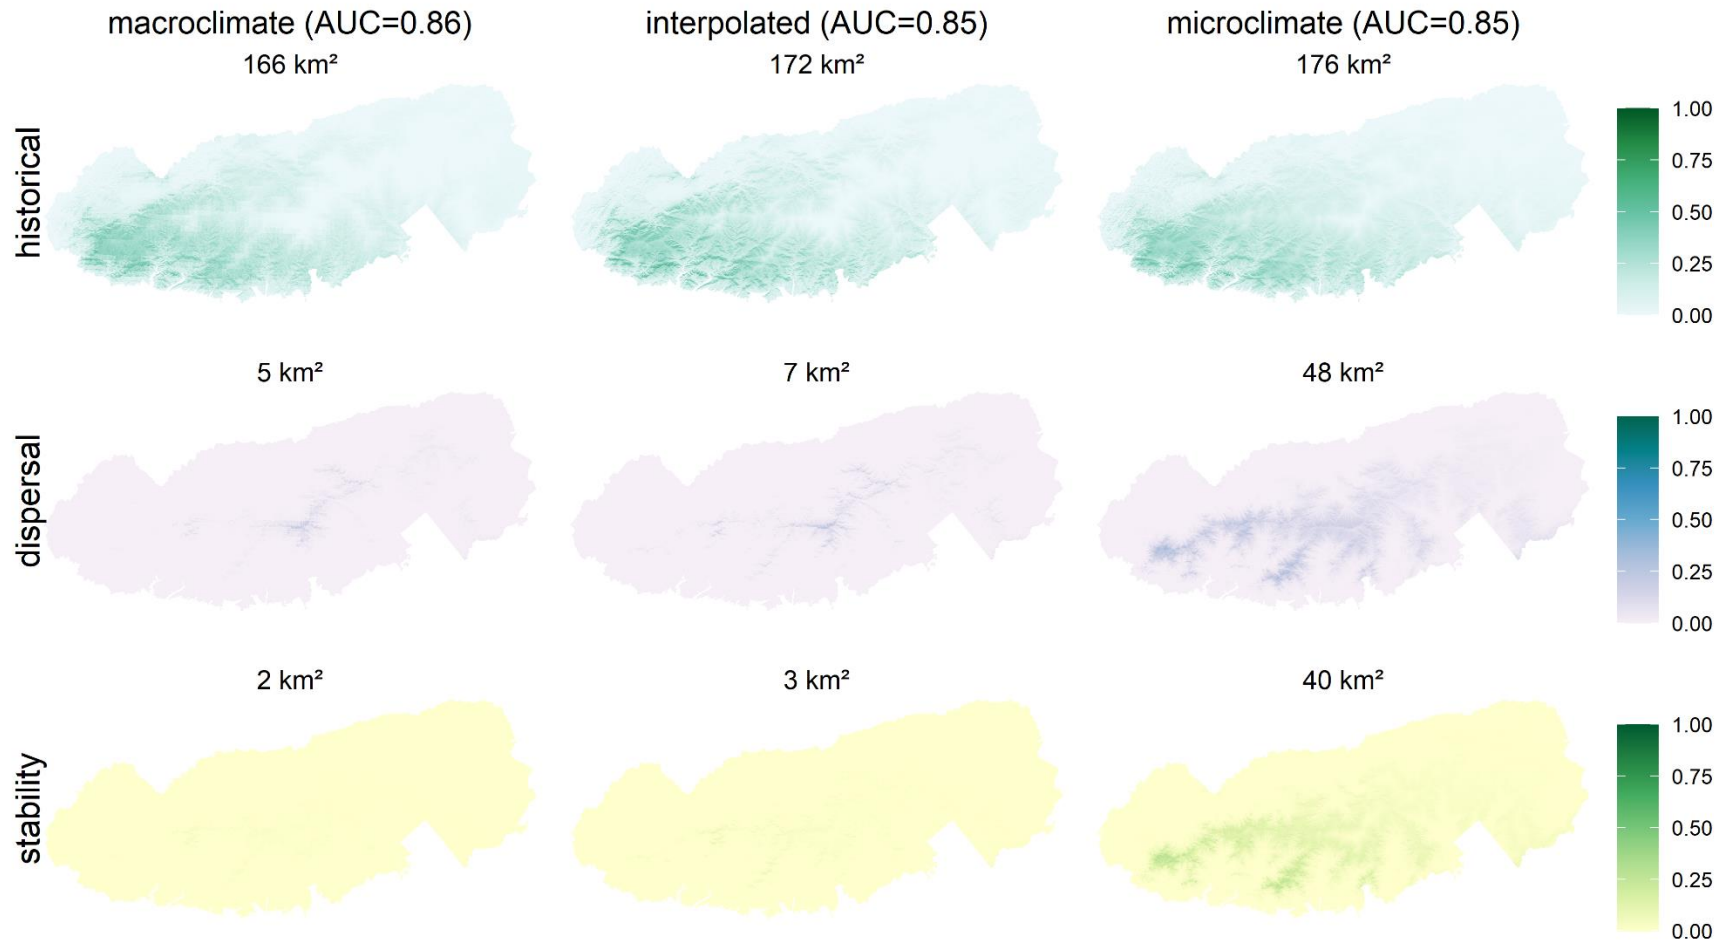 macroclimate (AUC=0.86) interpolated (AUC=0.85) microclimate (AUC=0.85)
166 km² 172 km² 176 km²
historical
1.00
0.75
0.50
0.25
0.00
5 km² 7 km² 48 km²
dispersal
1.00
0.75
0.50
0.25
0.00
2 km² 3 km² 40 km²
stability
1.00
0.75
0.50
0.25
0.00